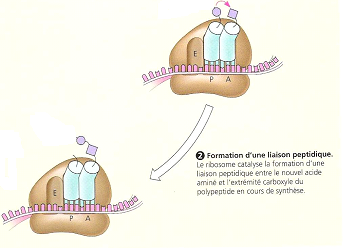 E
P A
2 Formation d'une liaison peptidique.
Le ribosome catalyse la formation d'une
liaison peptidique entre le nouvel acide
aminé et l'extrémité carboxyle du
polypeptide en cours de synthèse.
E
P A